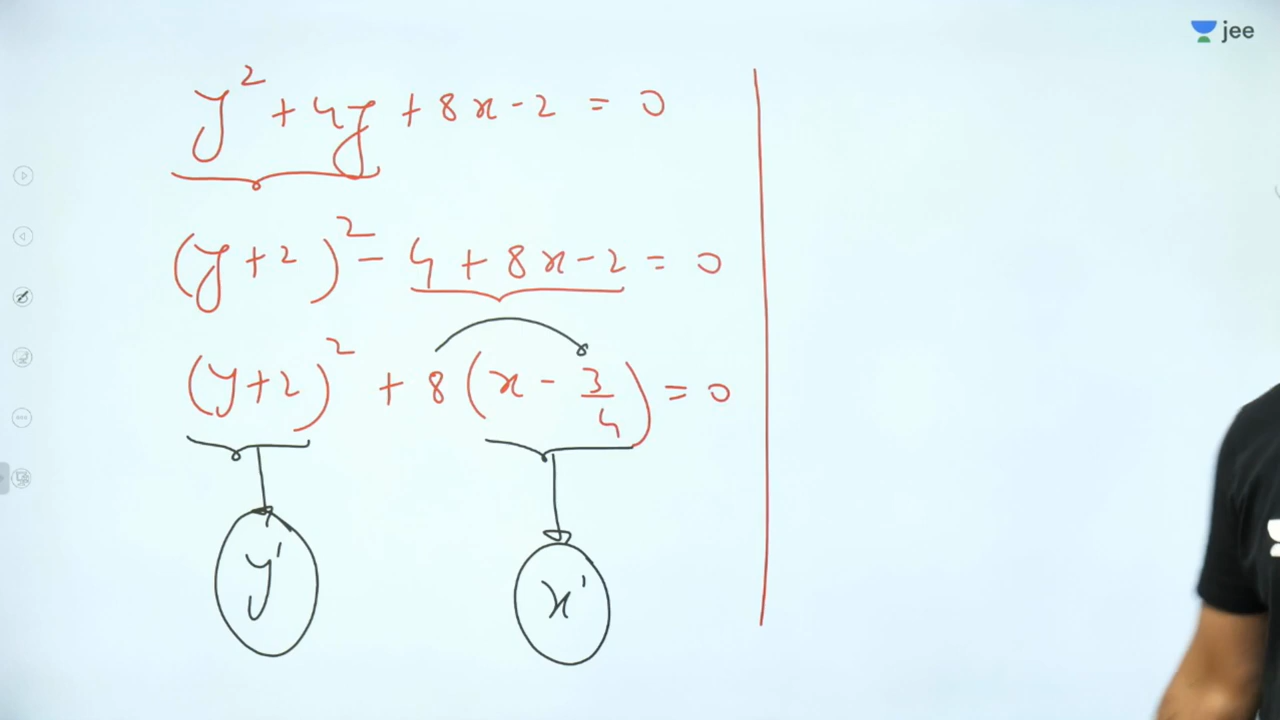 jee
y² + 4y + 8x - 2 = 0
(y + 2)² - 4 + 8x - 2 = 0
(y + 2)² + 8(x - 3/4) = 0
y' x'